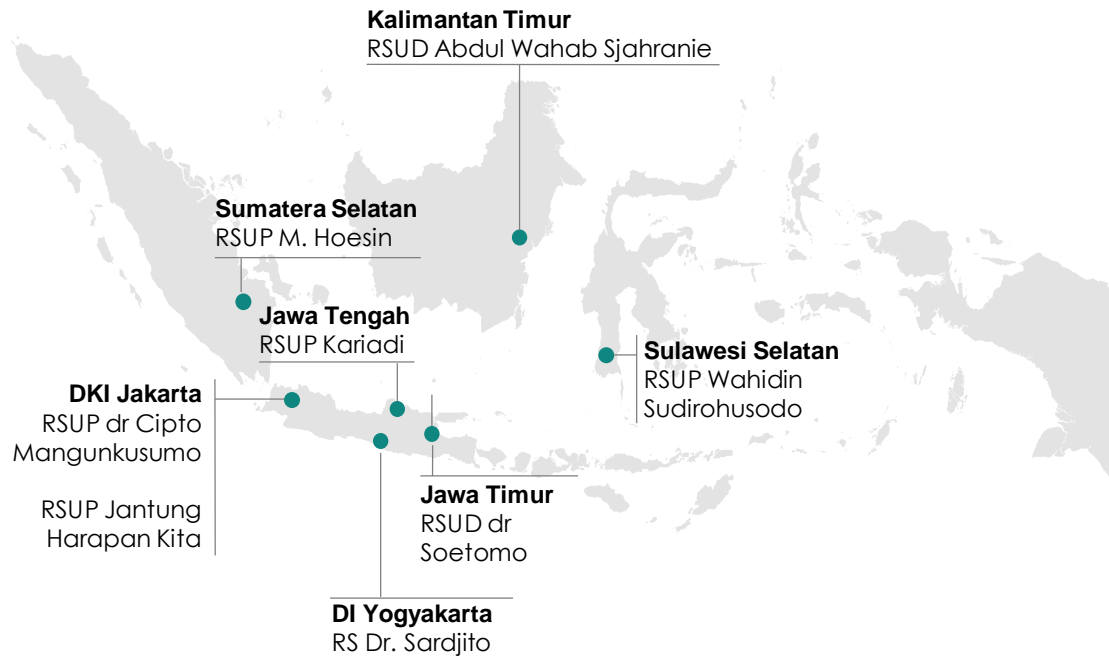 Kalimantan Timur
RSUD Abdul Wahab Sjahranie
Sumatera Selatan
RSUP M. Hoesin
Jawa Tengah
RSUP Kariadi
Sulawesi Selatan
RSUP Wahidin
Sudirohusodo
DKI Jakarta
RSUP dr Cipto
Mangunkusumo
RSUP Jantung
Harapan Kita
Jawa Timur
RSUD dr
Soetomo
DI Yogyakarta
RS Dr. Sardjito